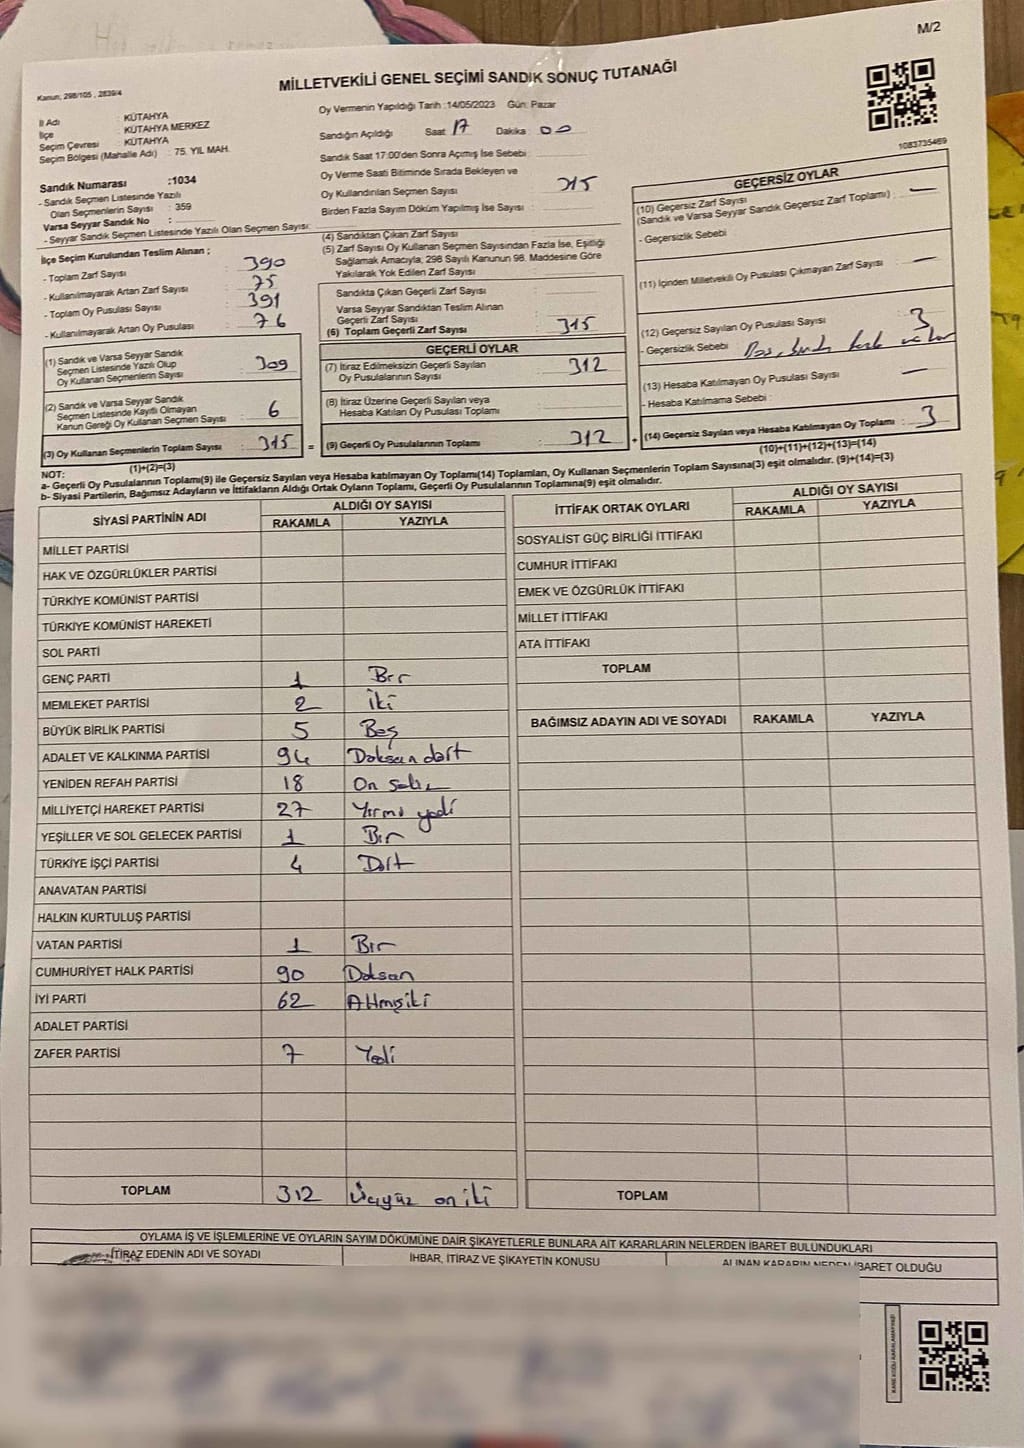 M/2
MİLLETVEKİLİ GENEL SEÇİMİ SANDIK SONUÇ TUTANAĞI
Kanun: 298/105 , 2839/4
İl Adı : KÜTAHYA
İlçe : KÜTAHYA MERKEZ
Seçim Çevresi : KÜTAHYA
Seçim Bölgesi (Mahalle Adı) : 75. YIL MAH.
Oy Vermenin Yapıldığı Tarih :14/05/2023 Gün: Pazar
Sandığın Açıldığı Saat 17 Dakika 00
Sandık Saat 17:00'den Sonra Açmış İse Sebebi
Oy Verme Saati Bitiminde Sırada Bekleyen ve
Oy Kullandırılan Seçmen Sayısı : 315
Birden Fazla Sayım Döküm Yapılmış İse Sayısı :
1083735469
Sandık Numarası :1034
- Sandık Seçmen Listesinde Yazılı
Olan Seçmenlerin Sayısı : 359
Varsa Seyyar Sandık No :
- Seyyar Sandık Seçmen Listesinde Yazılı Olan Seçmen Sayısı:
İlçe Seçim Kurulundan Teslim Alınan ;
- Toplam Zarf Sayısı : 390
- Kullanılmayarak Artan Zarf Sayısı : 75
- Toplam Oy Pusulası Sayısı : 391
- Kullanılmayarak Artan Oy Pusulası : 76
(4) Sandıktan Çıkan Zarf Sayısı
(5) Zarf Sayısı Oy Kullanan Seçmen Sayısından Fazla İse, Eşitliği
Sağlamak Amacıyla, 298 Sayılı Kanunun 98. Maddesine Göre
Yakılarak Yok Edilen Zarf Sayısı
Sandıkta Çıkan Geçerli Zarf Sayısı
Varsa Seyyar Sandıktan Teslim Alınan
Geçerli Zarf Sayısı
(6) Toplam Geçerli Zarf Sayısı : 315
GEÇERSİZ OYLAR
(10) Geçersiz Zarf Sayısı
(Sandık ve Varsa Seyyar Sandık Geçersiz Zarf Toplamı) : —
- Geçersizlik Sebebi
(11) İçinden Milletvekili Oy Pusulası Çıkmayan Zarf Sayısı : —
(12) Geçersiz Sayılan Oy Pusulası Sayısı : 3
- Geçersizlik Sebebi
(13) Hesaba Katılmayan Oy Pusulası Sayısı : —
- Hesaba Katılmama Sebebi :
(14) Geçersiz Sayılan veya Hesaba Katılmayan Oy Toplamı : 3
(10)+(11)+(12)+(13)=(14)
(1) Sandık ve Varsa Seyyar Sandık
Seçmen Listesinde Yazılı Olup
Oy Kullanan Seçmenlerin Sayısı : 309
(2) Sandık ve Varsa Seyyar Sandık
Seçmen Listesinde Kayıtlı Olmayan
Kanun Gereği Oy Kullanan Seçmen Sayısı : 6
(3) Oy Kullanan Seçmenlerin Toplam Sayısı : 315 =
(1)+(2)=(3)
GEÇERLİ OYLAR
(7) İtiraz Edilmeksizin Geçerli Sayılan
Oy Pusulalarının Sayısı : 312
(8) İtiraz Üzerine Geçerli Sayılan veya
Hesaba Katılan Oy Pusulası Toplamı
(9) Geçerli Oy Pusulalarının Toplamı : 312 +
NOT:
a- Geçerli Oy Pusulalarının Toplamı(9) ile Geçersiz Sayılan veya Hesaba katılmayan Oy Toplamı(14) Toplamları, Oy Kullanan Seçmenlerin Toplam Sayısına(3) eşit olmalıdır. (9)+(14)=(3)
b- Siyasi Partilerin, Bağımsız Adayların ve İttifakların Aldığı Ortak Oyların Toplamı, Geçerli Oy Pusulalarının Toplamına(9) eşit olmalıdır.
SİYASİ PARTİNİN ADI ALDIĞI OY SAYISI
RAKAMLA YAZIYLA
MİLLET PARTİSİ
HAK VE ÖZGÜRLÜKLER PARTİSİ
TÜRKİYE KOMÜNİST PARTİSİ
TÜRKİYE KOMÜNİST HAREKETİ
SOL PARTİ
GENÇ PARTİ 1 Bir
MEMLEKET PARTİSİ 2 İki
BÜYÜK BİRLİK PARTİSİ 5 Beş
ADALET VE KALKINMA PARTİSİ 94 Doksan dört
YENİDEN REFAH PARTİSİ 18 On sekiz
MİLLİYETÇİ HAREKET PARTİSİ 27 Yirmi yedi
YEŞİLLER VE SOL GELECEK PARTİSİ 1 Bir
TÜRKİYE İŞÇİ PARTİSİ 4 Dört
ANAVATAN PARTİSİ
HALKIN KURTULUŞ PARTİSİ
VATAN PARTİSİ 1 Bir
CUMHURİYET HALK PARTİSİ 90 Doksan
İYİ PARTİ 62 Altmışiki
ADALET PARTİSİ
ZAFER PARTİSİ 7 Yedi
TOPLAM 312 Üçyüz oniki
İTTİFAK ORTAK OYLARI ALDIĞI OY SAYISI
RAKAMLA YAZIYLA
SOSYALİST GÜÇ BİRLİĞİ İTTİFAKI
CUMHUR İTTİFAKI
EMEK VE ÖZGÜRLÜK İTTİFAKI
MİLLET İTTİFAKI
ATA İTTİFAKI
TOPLAM
BAĞIMSIZ ADAYIN ADI VE SOYADI RAKAMLA YAZIYLA
TOPLAM
OYLAMA İŞ VE İŞLEMLERİNE VE OYLARIN SAYIM DÖKÜMÜNE DAİR ŞİKAYETLERLE BUNLARA AİT KARARLARIN NELERDEN İBARET BULUNDUKLARI
İTİRAZ EDENİN ADI VE SOYADI İHBAR, İTİRAZ VE ŞİKAYETİN KONUSU ALINAN KARARIN NEDEN İBARET OLDUĞU